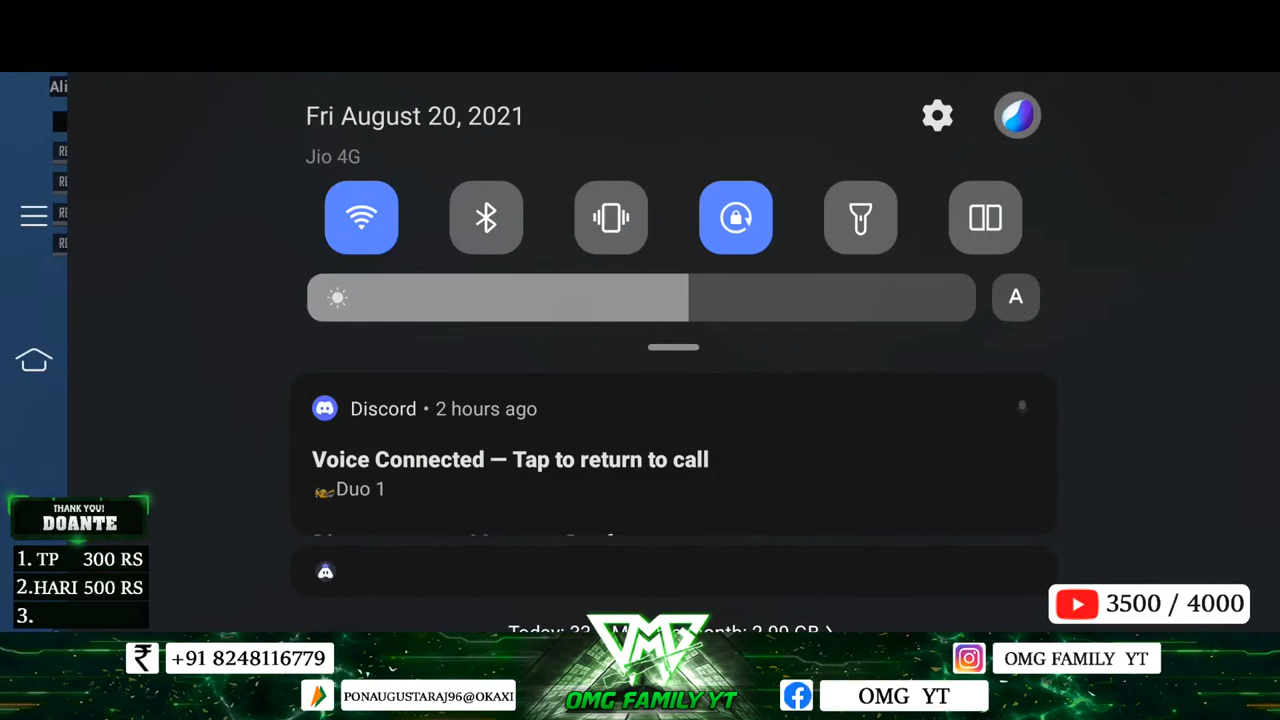 Ali
Fri August 20, 2021
Jio 4G
A
Discord • 2 hours ago
Voice Connected — Tap to return to call
Duo 1
THANK YOU!
DOANTE
1. TP 300 RS
2.HARI 500 RS
3.
3500 / 4000
₹ +91 8248116779
OMG FAMILY YT
PONAUGUSTARAJ96@OKAXI
OMG FAMILY YT
OMG YT